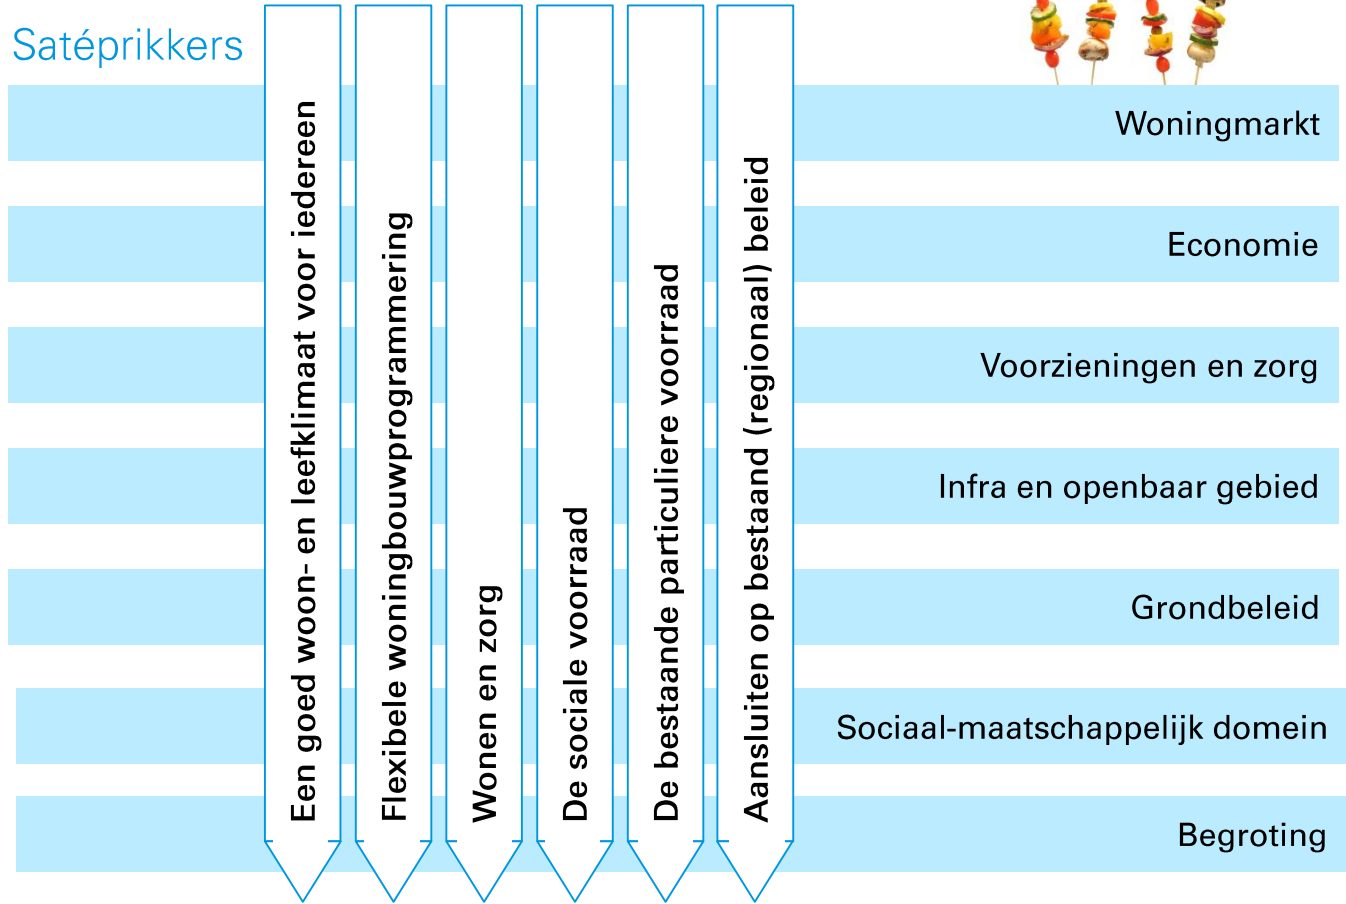 Satéprikkers
Een goed woon- en leefklimaat voor iedereen
Flexibele woningbouwprogrammering
Wonen en zorg
De sociale voorraad
De bestaande particuliere voorraad
Aansluiten op bestaand (regionaal) beleid
Woningmarkt
Economie
Voorzieningen en zorg
Infra en openbaar gebied
Grondbeleid
Sociaal-maatschappelijk domein
Begroting